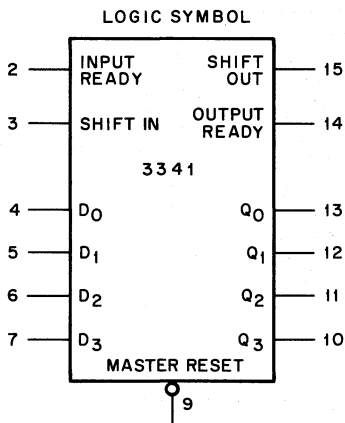 LOGIC SYMBOL
2 INPUT READY SHIFT OUT 15
3 SHIFT IN OUTPUT READY 14
3341
4 D0 Q0 13
5 D1 Q1 12
6 D2 Q2 11
7 D3 Q3 10
MASTER RESET
9